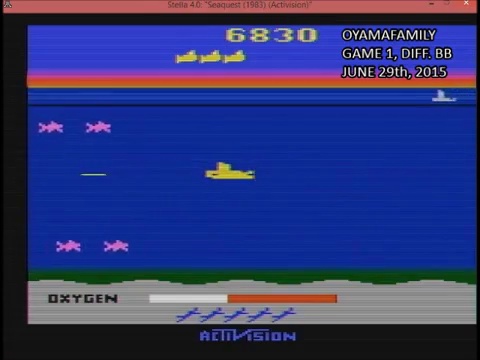 Stella 4.0: "Seaquest (1983) (Activision)"
6830
OYAMAFAMILY
GAME 1, DIFF. BB
JUNE 29th, 2015
OXYGEN
ACTIVISION